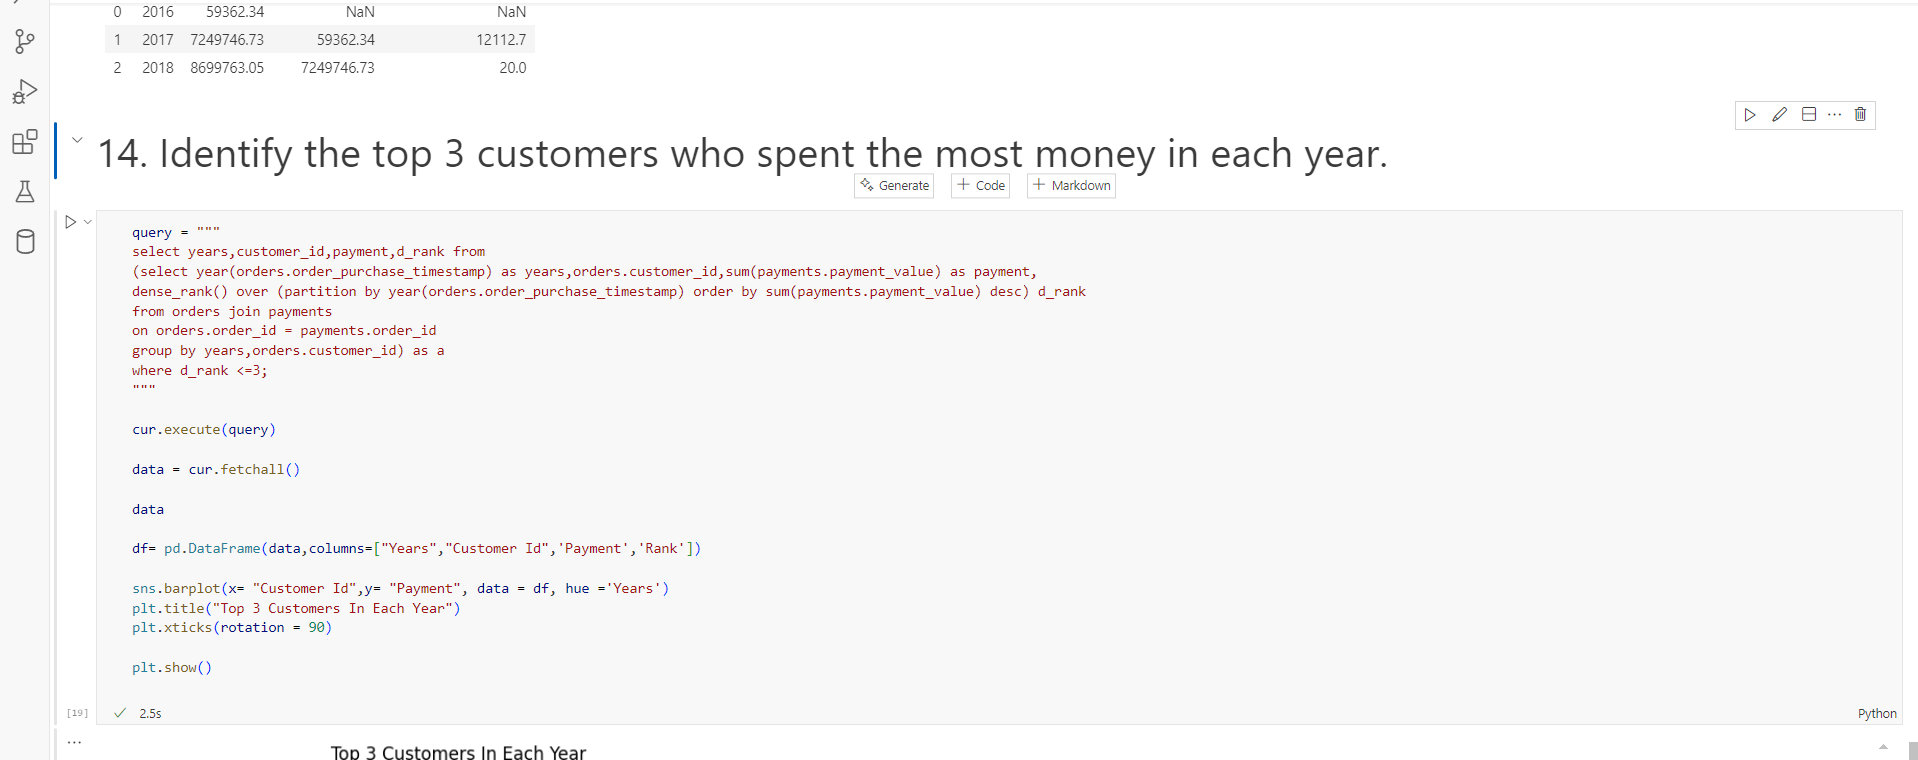 0 2016 59362.34 NaN NaN
1 2017 7249746.73 59362.34 12112.7
2 2018 8699763.05 7249746.73 20.0
14. Identify the top 3 customers who spent the most money in each year.
Generate + Code + Markdown
query = """
select years,customer_id,payment,d_rank from
(select year(orders.order_purchase_timestamp) as years,orders.customer_id,sum(payments.payment_value) as payment,
dense_rank() over (partition by year(orders.order_purchase_timestamp) order by sum(payments.payment_value) desc) d_rank
from orders join payments
on orders.order_id = payments.order_id
group by years,orders.customer_id) as a
where d_rank <=3;
"""
cur.execute(query)
data = cur.fetchall()
data
df= pd.DataFrame(data,columns=["Years","Customer Id",'Payment','Rank'])
sns.barplot(x= "Customer Id",y= "Payment", data = df, hue ='Years')
plt.title("Top 3 Customers In Each Year")
plt.xticks(rotation = 90)
plt.show()
[19] 2.5s Python
Top 3 Customers In Each Year